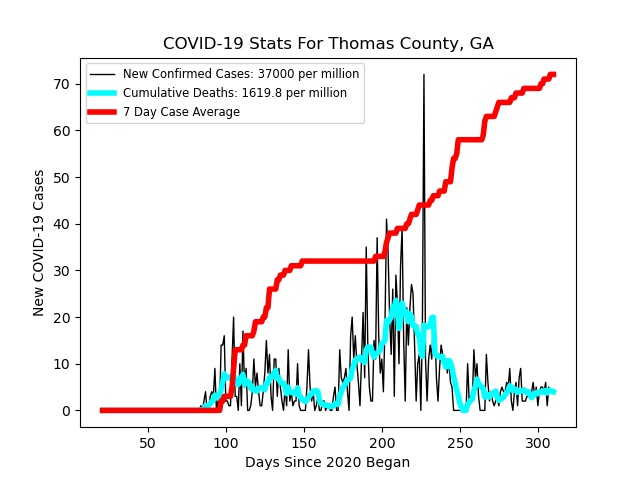 COVID-19 Stats For Thomas County, GA
New Confirmed Cases: 37000 per million
Cumulative Deaths: 1619.8 per million
7 Day Case Average
New COVID-19 Cases
70
60
50
40
30
20
10
0
50 100 150 200 250 300
Days Since 2020 Began